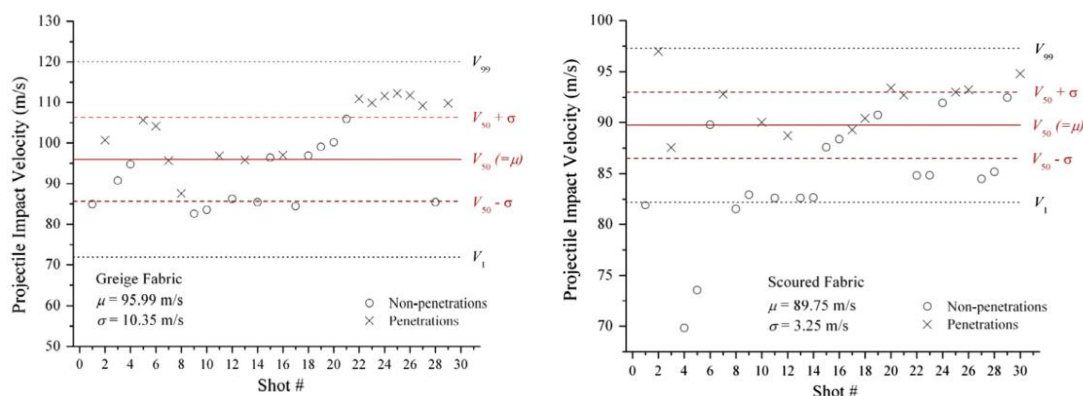 Projectile Impact Velocity (m/s)
130
120
110
100
90
80
70
60
50
V99
V50 + σ
V50 (=μ)
V50 - σ
V1
Greige Fabric
μ = 95.99 m/s
σ = 10.35 m/s
Non-penetrations
Penetrations
0 2 4 6 8 10 12 14 16 18 20 22 24 26 28 30
Shot #
Projectile Impact Velocity (m/s)
100
95
90
85
80
75
70
V99
V50 + σ
V50 (=μ)
V50 - σ
V1
Scoured Fabric
μ = 89.75 m/s
σ = 3.25 m/s
Non-penetrations
Penetrations
0 2 4 6 8 10 12 14 16 18 20 22 24 26 28 30
Shot #